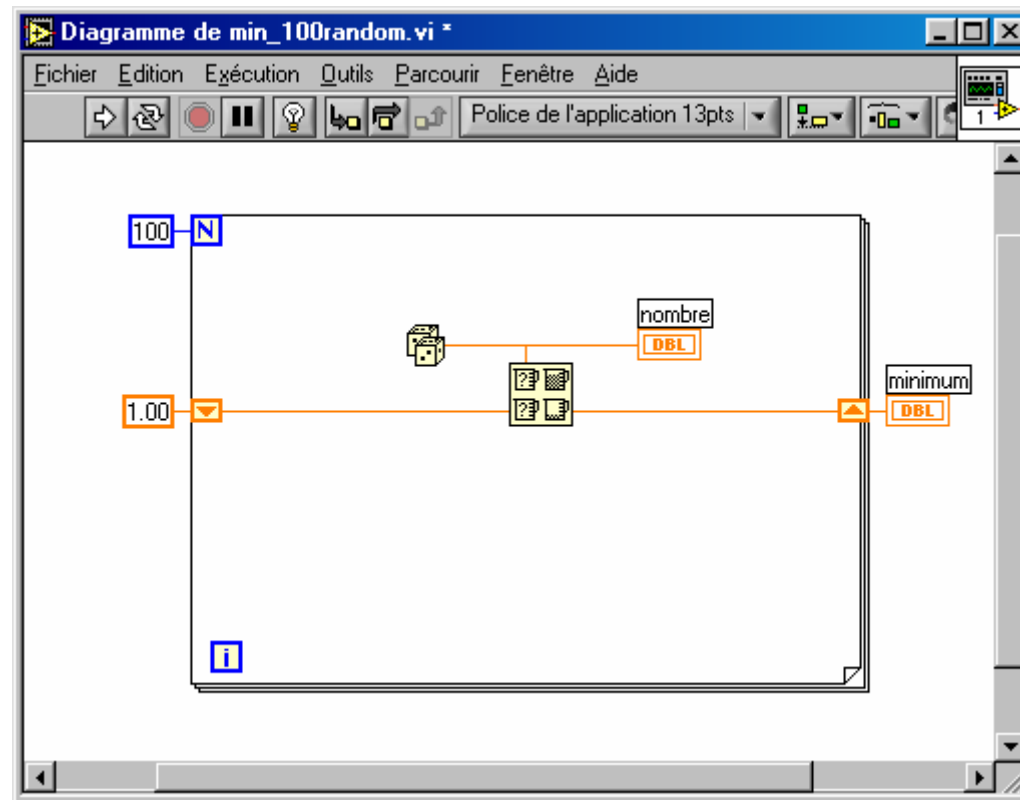 Diagramme de min_100random.vi *
Fichier Edition Exécution Outils Parcourir Fenêtre Aide
Police de l'application 13pts
1
100 N
nombre
DBL
? ?
minimum
1.00
DBL
i